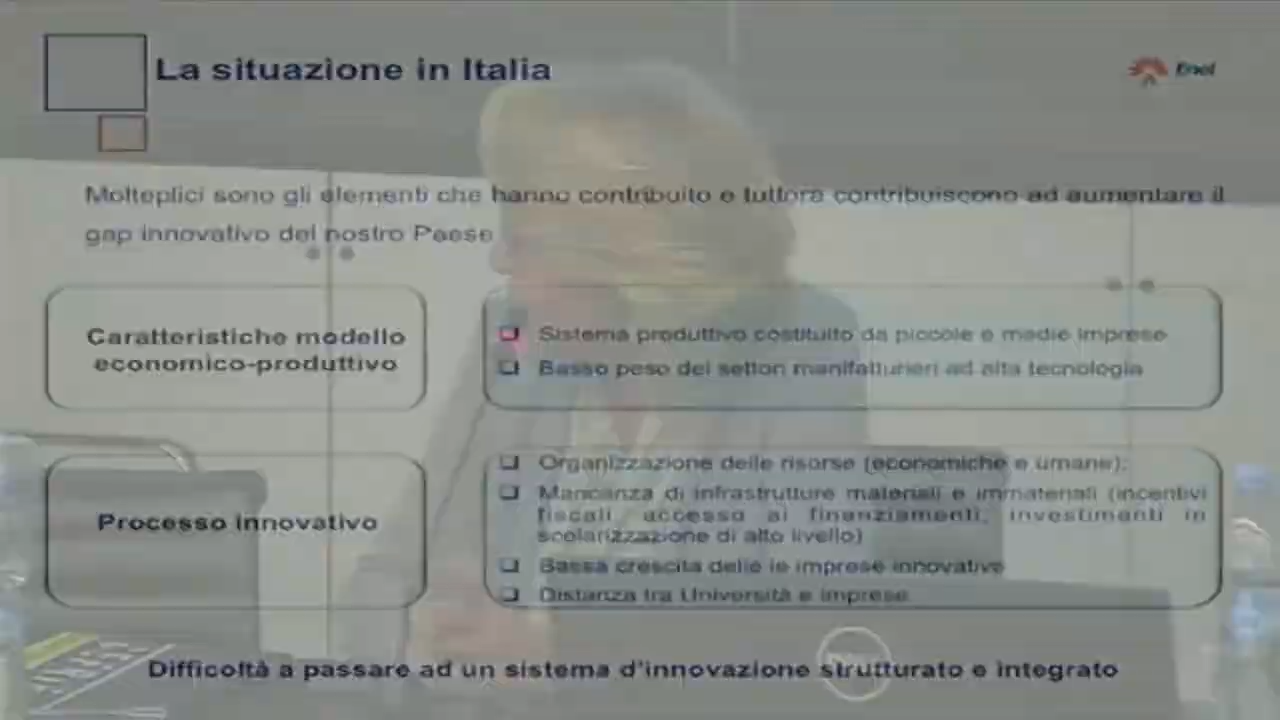 La situazione in Italia
Enel
Molteplici sono gli elementi che hanno contribuito e tuttora contribuiscono ad aumentare il
gap innovativo del nostro Paese
Caratteristiche modello
economico-produttivo
❑ Sistema produttivo costituito da piccole e medie imprese
❑ Basso peso dei settori manifatturieri ad alta tecnologia
Processo innovativo
❑ Organizzazione delle risorse (economiche e umane);
❑ Mancanza di infrastrutture materiali e immateriali (incentivi
fiscali, accesso ai finanziamenti, investimenti in
scolarizzazione di alto livello)
❑ Bassa crescita delle le imprese innovative
❑ Distanza tra Università e imprese
Difficoltà a passare ad un sistema d'innovazione strutturato e integrato